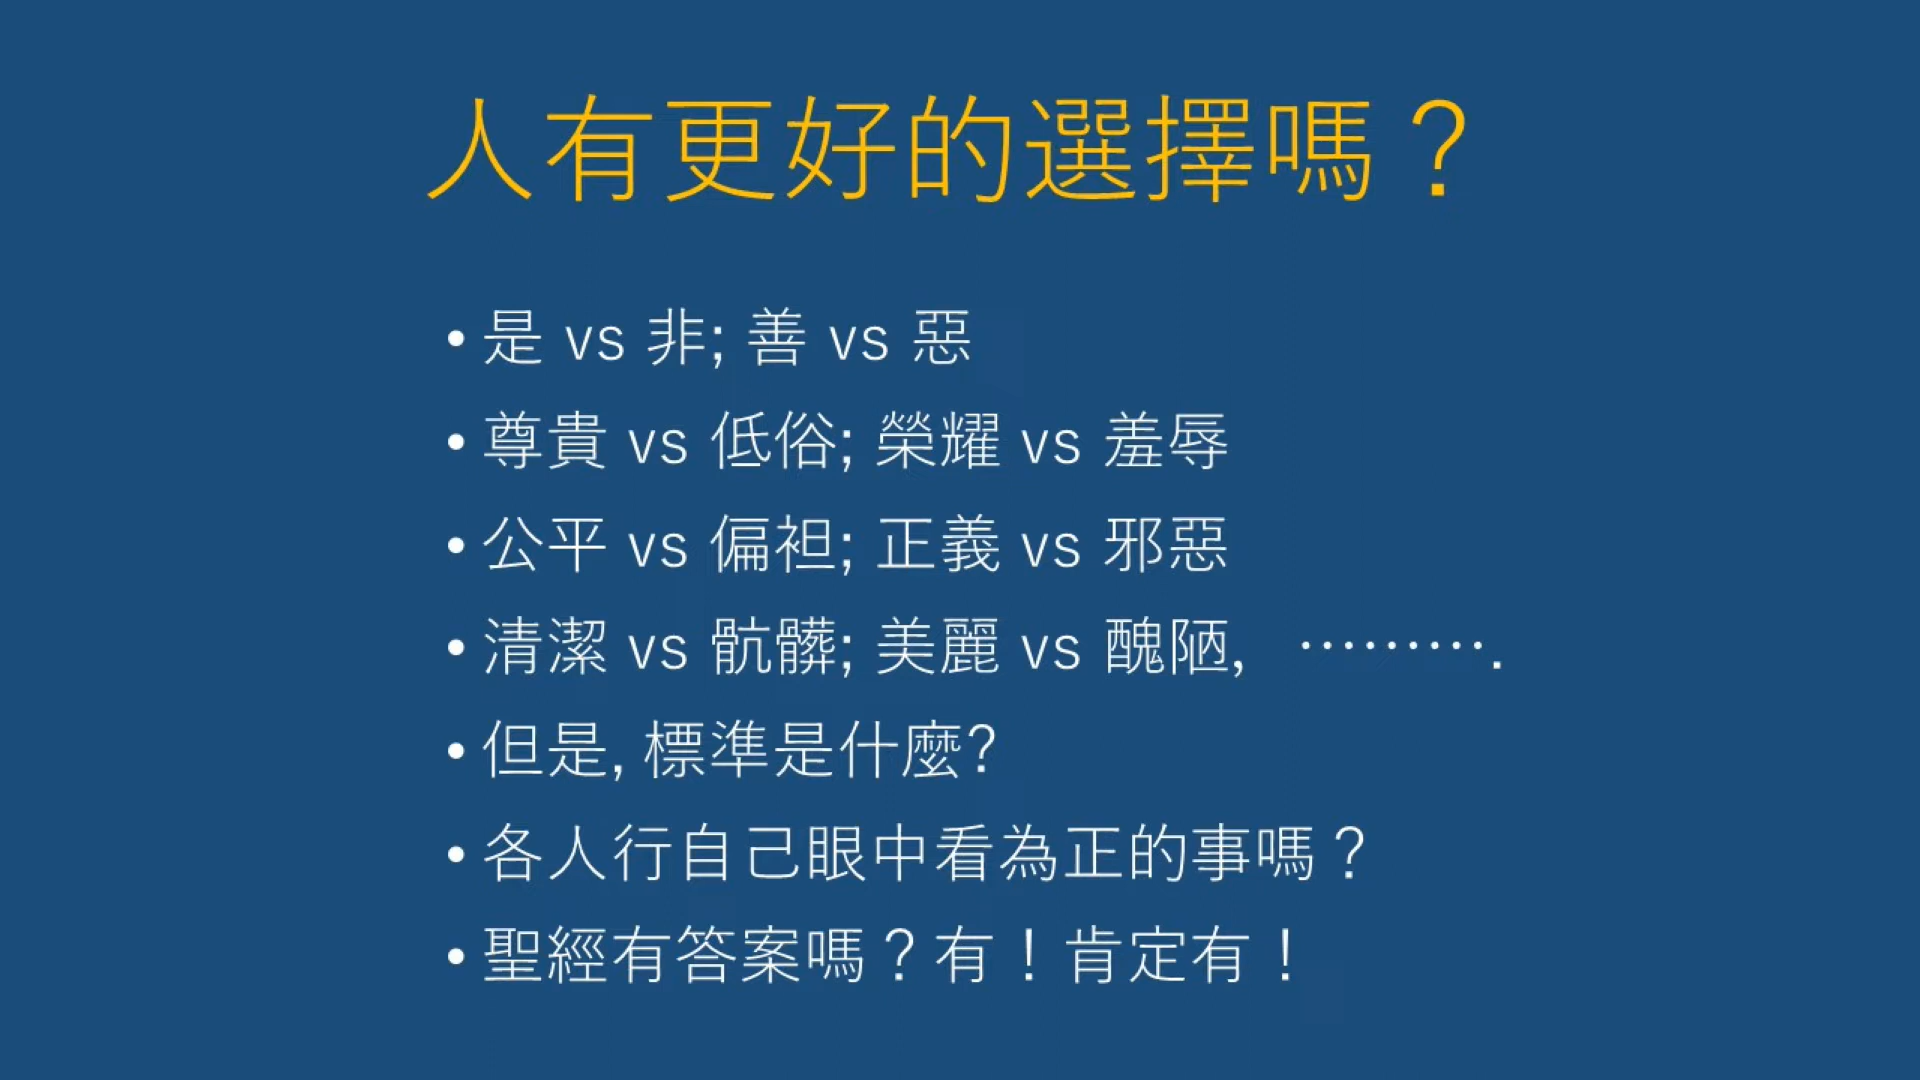 人有更好的選擇嗎？
• 是 vs 非; 善 vs 惡
• 尊貴 vs 低俗; 榮耀 vs 羞辱
• 公平 vs 偏袒; 正義 vs 邪惡
• 清潔 vs 骯髒; 美麗 vs 醜陋, ……….
• 但是, 標準是什麼?
• 各人行自己眼中看為正的事嗎？
• 聖經有答案嗎？有！肯定有！